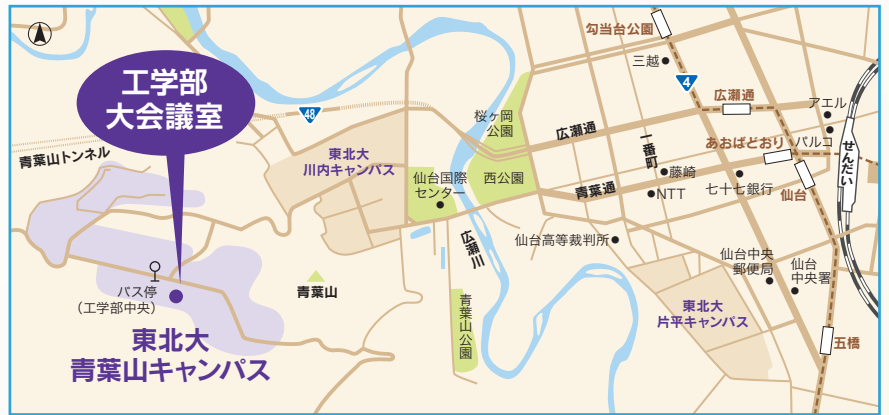 工学部
大会議室
勾当台公園
三越
4
広瀬通
アエル
48
桜ヶ岡
公園
広瀬通
一番町
あおばどおり
パルコ
せんだい
青葉山トンネル
東北大
川内キャンパス
仙台国際
センター
西公園
青葉通
藤崎
NTT
七十七銀行
仙台
広瀬川
仙台高等裁判所
仙台中央
郵便局
仙台
中央署
バス停
（工学部中央）
青葉山
青葉山公園
東北大
片平キャンパス
五橋
東北大
青葉山キャンパス